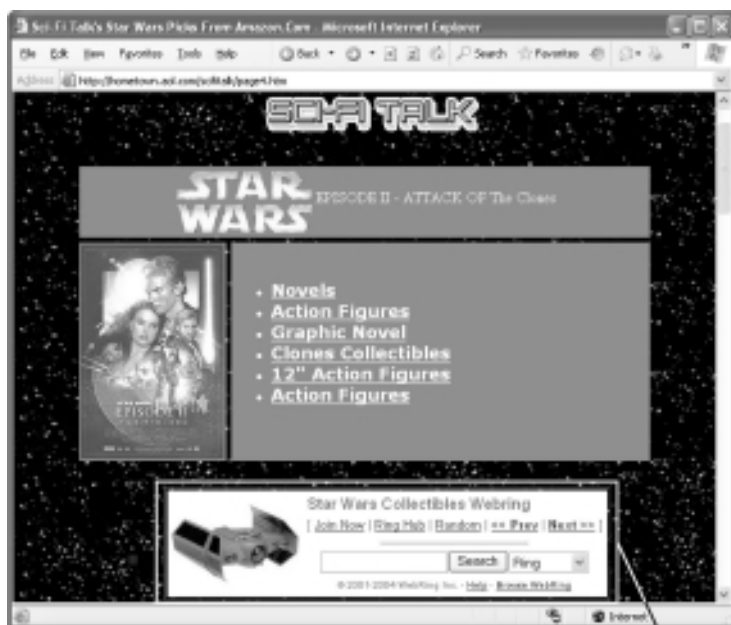 Sci-Fi Talk's Star Wars Picks From Amazon.Com - Microsoft Internet Explorer
File Edit View Favorites Tools Help Back Search Favorites
Address http://hometown.aol.com/scifitalk/page4.htm
SCI-FI TALK
STAR WARS EPISODE II - ATTACK OF The Clones
• Novels
• Action Figures
• Graphic Novel
• Clones Collectibles
• 12" Action Figures
• Action Figures
EPISODE II
Star Wars Collectibles Webring
[ Join Now | Ring Hub | Random | << Prev | Next >> ]
Search Ring
© 2001-2004 WebRing Inc. - Help - Browse WebRing
Internet